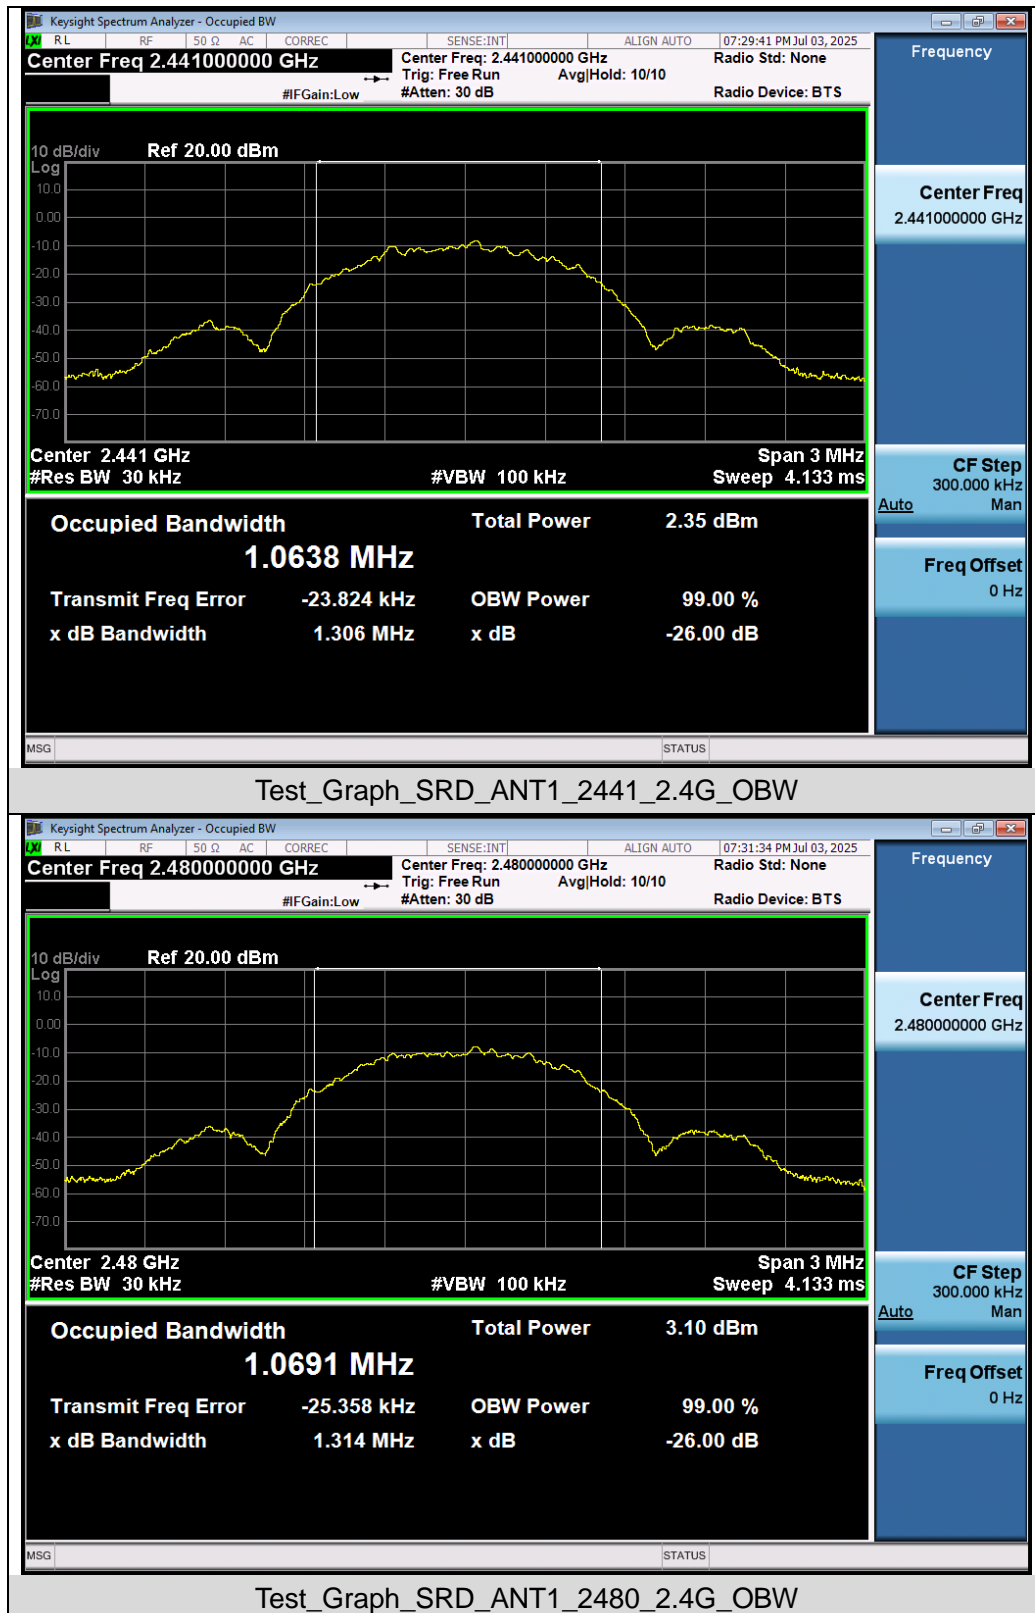 Keysight Spectrum Analyzer - Occupied BW
LXI RL RF 50 Ω AC CORREC SENSE:INT ALIGN AUTO 07:29:41 PM Jul 03, 2025
Center Freq 2.441000000 GHz
Center Freq: 2.441000000 GHz
Radio Std: None
Trig: Free Run Avg|Hold: 10/10
#IFGain:Low
#Atten: 30 dB
Radio Device: BTS
Frequency
10 dB/div Ref 20.00 dBm
Log
10.0
0.00
-10.0
-20.0
-30.0
-40.0
-50.0
-60.0
-70.0
Center Freq
2.441000000 GHz
Center 2.441 GHz Span 3 MHz
#Res BW 30 kHz #VBW 100 kHz Sweep 4.133 ms
CF Step
300.000 kHz
Auto Man
Freq Offset
0 Hz
Occupied Bandwidth Total Power 2.35 dBm
1.0638 MHz
Transmit Freq Error -23.824 kHz OBW Power 99.00 %
x dB Bandwidth 1.306 MHz x dB -26.00 dB
MSG STATUS
Test_Graph_SRD_ANT1_2441_2.4G_OBW
Keysight Spectrum Analyzer - Occupied BW
LXI RL RF 50 Ω AC CORREC SENSE:INT ALIGN AUTO 07:31:34 PM Jul 03, 2025
Center Freq 2.480000000 GHz
Center Freq: 2.480000000 GHz
Radio Std: None
Trig: Free Run Avg|Hold: 10/10
#IFGain:Low
#Atten: 30 dB
Radio Device: BTS
Frequency
10 dB/div Ref 20.00 dBm
Log
10.0
0.00
-10.0
-20.0
-30.0
-40.0
-50.0
-60.0
-70.0
Center Freq
2.480000000 GHz
Center 2.48 GHz Span 3 MHz
#Res BW 30 kHz #VBW 100 kHz Sweep 4.133 ms
CF Step
300.000 kHz
Auto Man
Freq Offset
0 Hz
Occupied Bandwidth Total Power 3.10 dBm
1.0691 MHz
Transmit Freq Error -25.358 kHz OBW Power 99.00 %
x dB Bandwidth 1.314 MHz x dB -26.00 dB
MSG STATUS
Test_Graph_SRD_ANT1_2480_2.4G_OBW